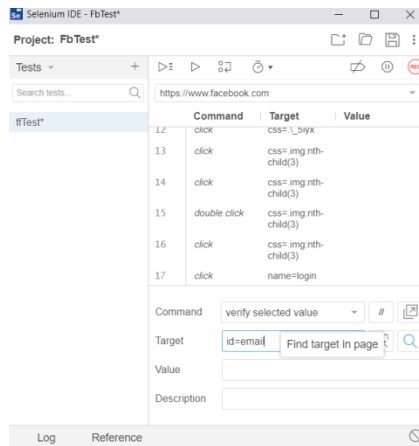 Selenium IDE - FbTest*
Project: FbTest*
Tests
Search tests...
ffTest*
https://www.facebook.com
Command Target Value
12 click css=.\_5iyx
13 click css=.img:nth-
child(3)
14 click css=.img:nth-
child(3)
15 double click css=.img:nth-
child(3)
16 click css=.img:nth-
child(3)
17 click name=login
Command verify selected value //
Target id=email Find target in page
Value
Description
Log Reference